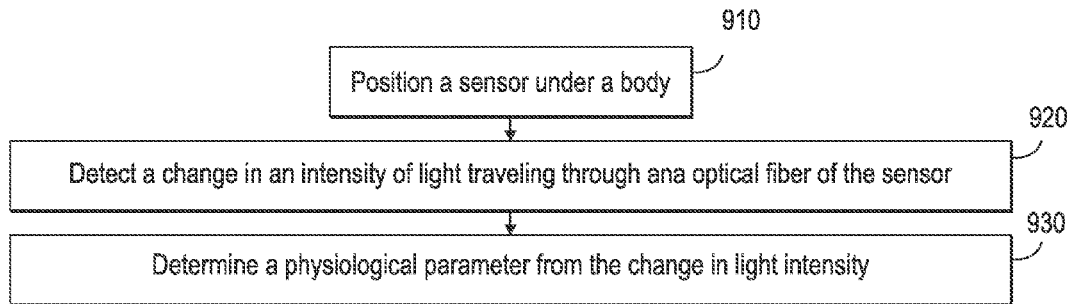 910
Position a sensor under a body
920
Detect a change in an intensity of light traveling through ana optical fiber of the sensor
930
Determine a physiological parameter from the change in light intensity